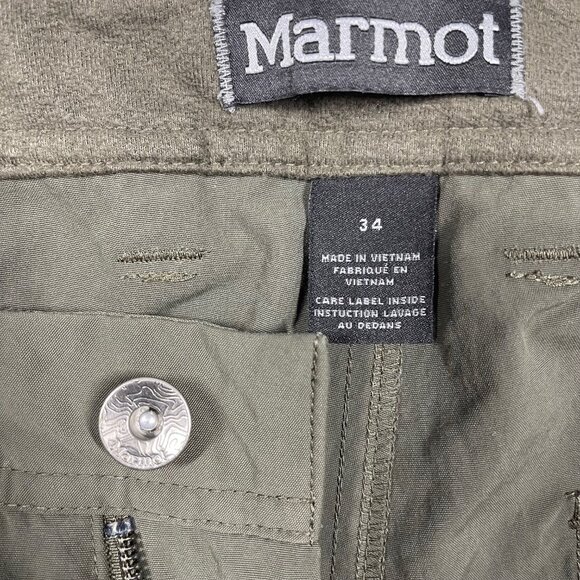 Marmot
34
MADE IN VIETNAM
FABRIQUÉ EN
VIETNAM
CARE LABEL INSIDE
INSTUCTION LAVAGE
AU DEDANS